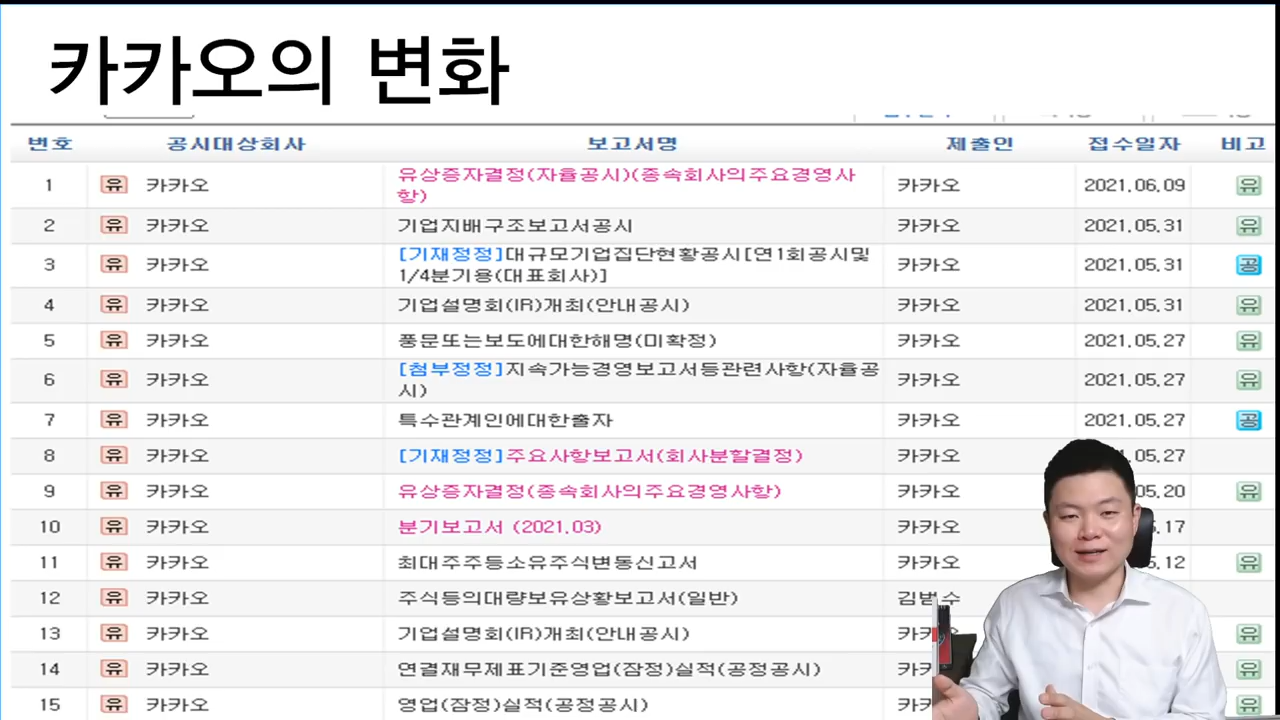 카카오의 변화
번호 공시대상회사 보고서명 제출인 접수일자 비고
1 유 카카오 유상증자결정(자율공시)(종속회사의주요경영사 카카오 2021.06.09 유
항)
2 유 카카오 기업지배구조보고서공시 카카오 2021.05.31 유
3 유 카카오 [기재정정]대규모기업집단현황공시[연1회공시및 카카오 2021.05.31 공
1/4분기용(대표회사)]
4 유 카카오 기업설명회(IR)개최(안내공시) 카카오 2021.05.31 유
5 유 카카오 풍문또는보도에대한해명(미확정) 카카오 2021.05.27 유
6 유 카카오 [첨부정정]지속가능경영보고서등관련사항(자율공 카카오 2021.05.27 유
시)
7 유 카카오 특수관계인에대한출자 카카오 2021.05.27 공
8 유 카카오 [기재정정]주요사항보고서(회사분할결정) 카카오 .05.27
9 유 카카오 유상증자결정(종속회사의주요경영사항) 카카오 05.20 유
10 유 카카오 분기보고서 (2021.03) 카카오 5.17
11 유 카카오 최대주주등소유주식변동신고서 카카오 5.12 유
12 유 카카오 주식등의대량보유상황보고서(일반) 김범수
13 유 카카오 기업설명회(IR)개최(안내공시) 카카 유
14 유 카카오 연결재무제표기준영업(잠정)실적(공정공시) 카카 유
15 유 카카오 영업(잠정)실적(공정공시) 카카 유